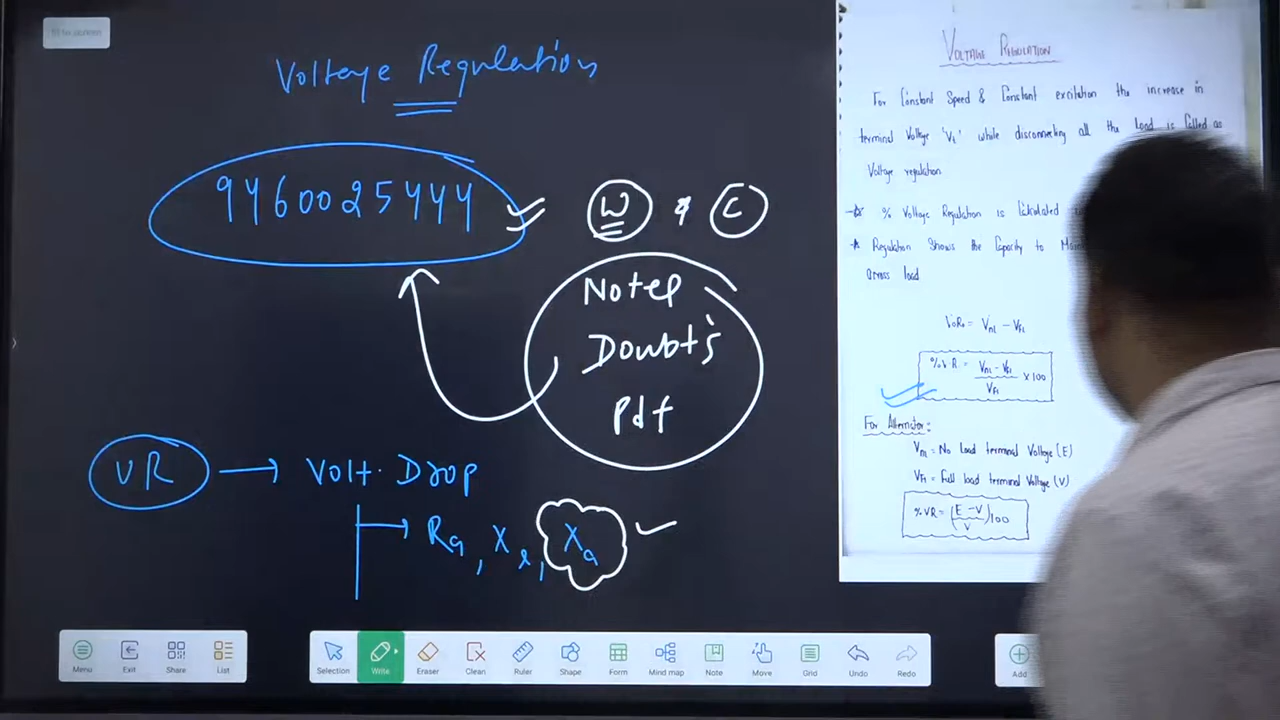 Fit to screen
Voltage Regulation
9460025444
W & C
Notes
Doubt's
Pdf
VR → Volt. Drop
Ra, Xl, Xa
VOLTAGE REGULATION
For Constant Speed & Constant excitation the increase in
terminal Voltage 'Vt' while disconnecting all the Load is Called as
Voltage regulation
% Voltage Regulation is Calculated
Regulation Shows the Capacity to
across load
V.R. = VnL - VFL
% V R = VnL - VFL / VFL × 100
For Alternator:
VnL = No Load terminal Voltage (E)
VFL = Full load terminal Voltage (V)
% VR = (E - V / V) 100
Menu Exit Share List
Selection Write Eraser Clean Ruler Shape Form Mind map Note Move Grid Undo Redo
Add